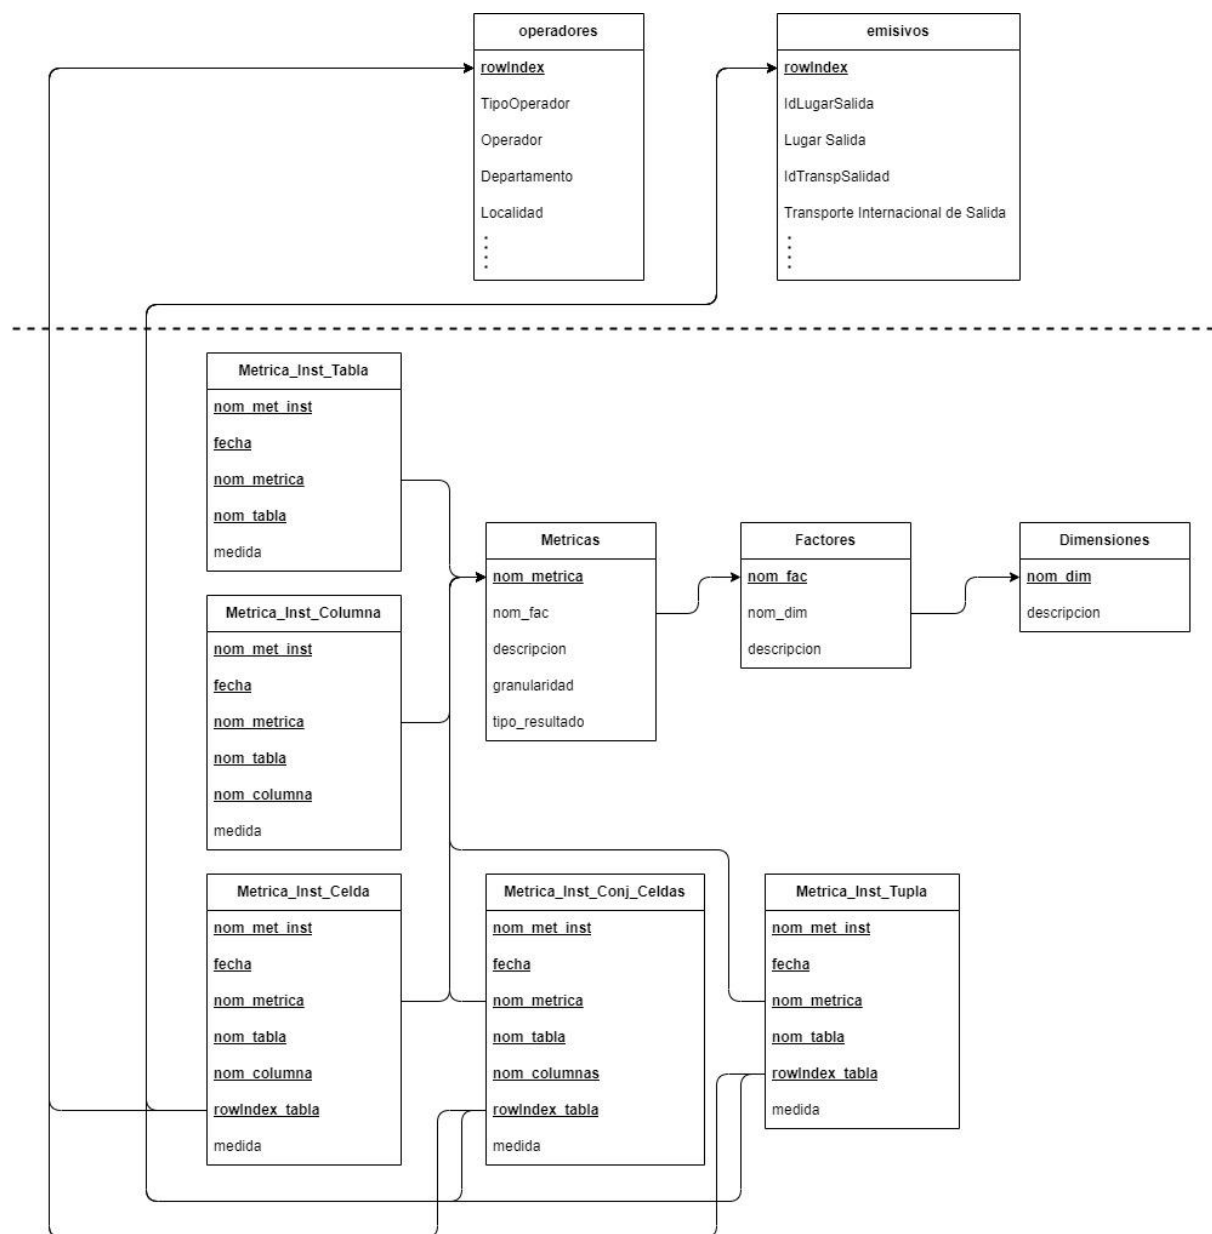 operadores
rowIndex
TipoOperador
Operador
Departamento
Localidad
emisivos
rowIndex
IdLugarSalida
Lugar Salida
IdTranspSalidad
Transporte Internacional de Salida
Metrica_Inst_Tabla
nom_met_inst
fecha
nom_metrica
nom_tabla
medida
Metrica_Inst_Columna
nom_met_inst
fecha
nom_metrica
nom_tabla
nom_columna
medida
Metricas
nom_metrica
nom_fac
descripcion
granularidad
tipo_resultado
Factores
nom_fac
nom_dim
descripcion
Dimensiones
nom_dim
descripcion
Metrica_Inst_Celda
nom_met_inst
fecha
nom_metrica
nom_tabla
nom_columna
rowIndex_tabla
medida
Metrica_Inst_Conj_Celdas
nom_met_inst
fecha
nom_metrica
nom_tabla
nom_columnas
rowIndex_tabla
medida
Metrica_Inst_Tupla
nom_met_inst
fecha
nom_metrica
nom_tabla
rowIndex_tabla
medida